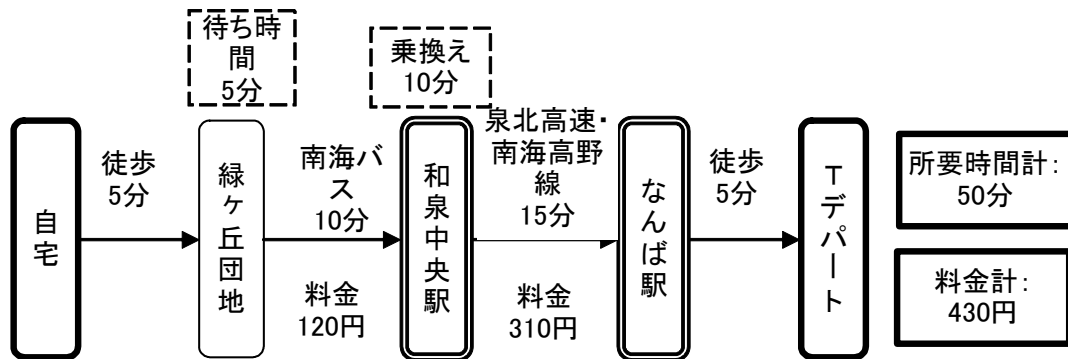 待ち時
間
5分
乗換え
10分
自宅
徒歩
5分
緑ヶ丘団地
南海バ
ス
10分
料金
120円
和泉中央駅
泉北高速・
南海高野
線
15分
料金
310円
なんば駅
徒歩
5分
Tデパート
所要時間計:
50分
料金計:
430円